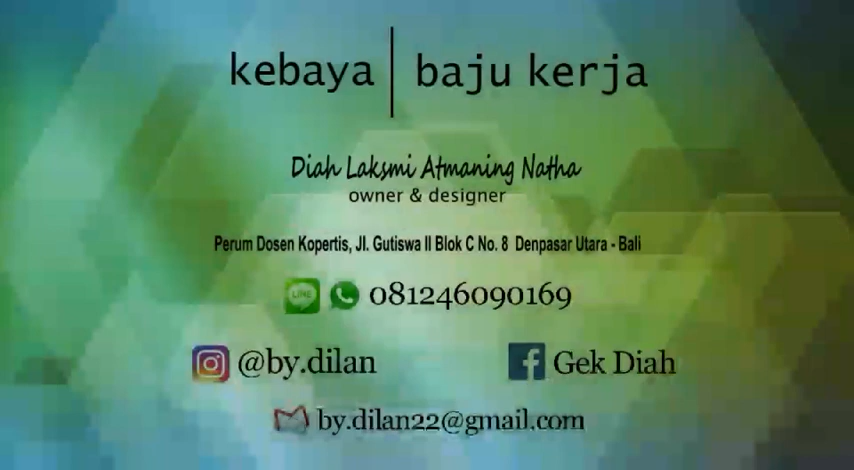 kebaya | baju kerja
Diah Laksmi Atmaning Natha
owner & designer
Perum Dosen Kopertis, Jl. Gutiswa II Blok C No. 8 Denpasar Utara - Bali
LINE 081246090169
@by.dilan
Gek Diah
by.dilan22@gmail.com